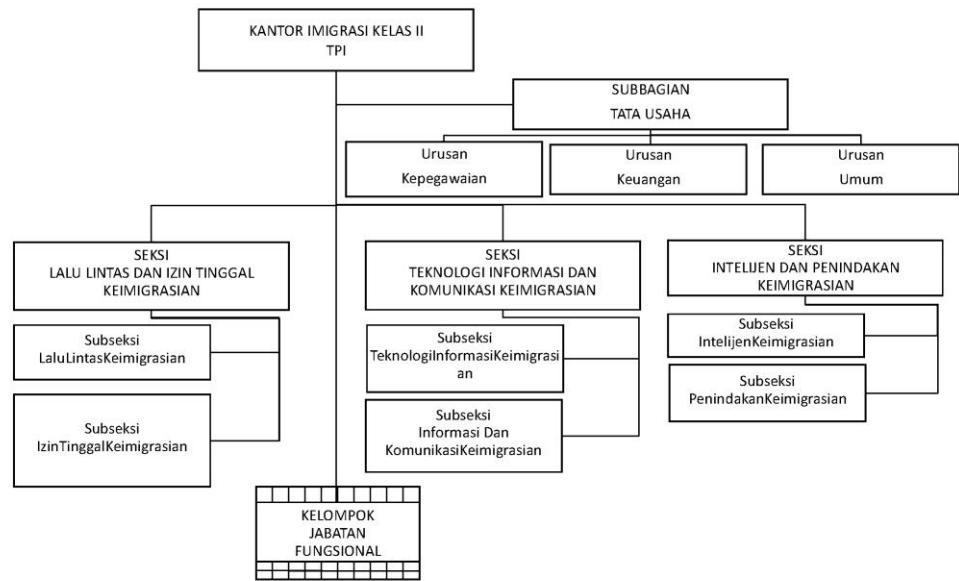 KANTOR IMIGRASI KELAS II
TPI
SUBBAGIAN
TATA USAHA
Urusan
Kepegawaian
Urusan
Keuangan
Urusan
Umum
SEKSI
LALU LINTAS DAN IZIN TINGGAL
KEIMIGRASIAN
SEKSI
TEKNOLOGI INFORMASI DAN
KOMUNIKASI KEIMIGRASIAN
SEKSI
INTELIJEN DAN PENINDAKAN
KEIMIGRASIAN
Subseksi
LaluLintasKeimigrasian
Subseksi
IzinTinggalKeimigrasian
Subseksi
TeknologiInformasiKeimigrasi
an
Subseksi
Informasi Dan
KomunikasiKeimigrasian
Subseksi
IntelijenKeimigrasian
Subseksi
PenindakanKeimigrasian
KELOMPOK
JABATAN
FUNGSIONAL